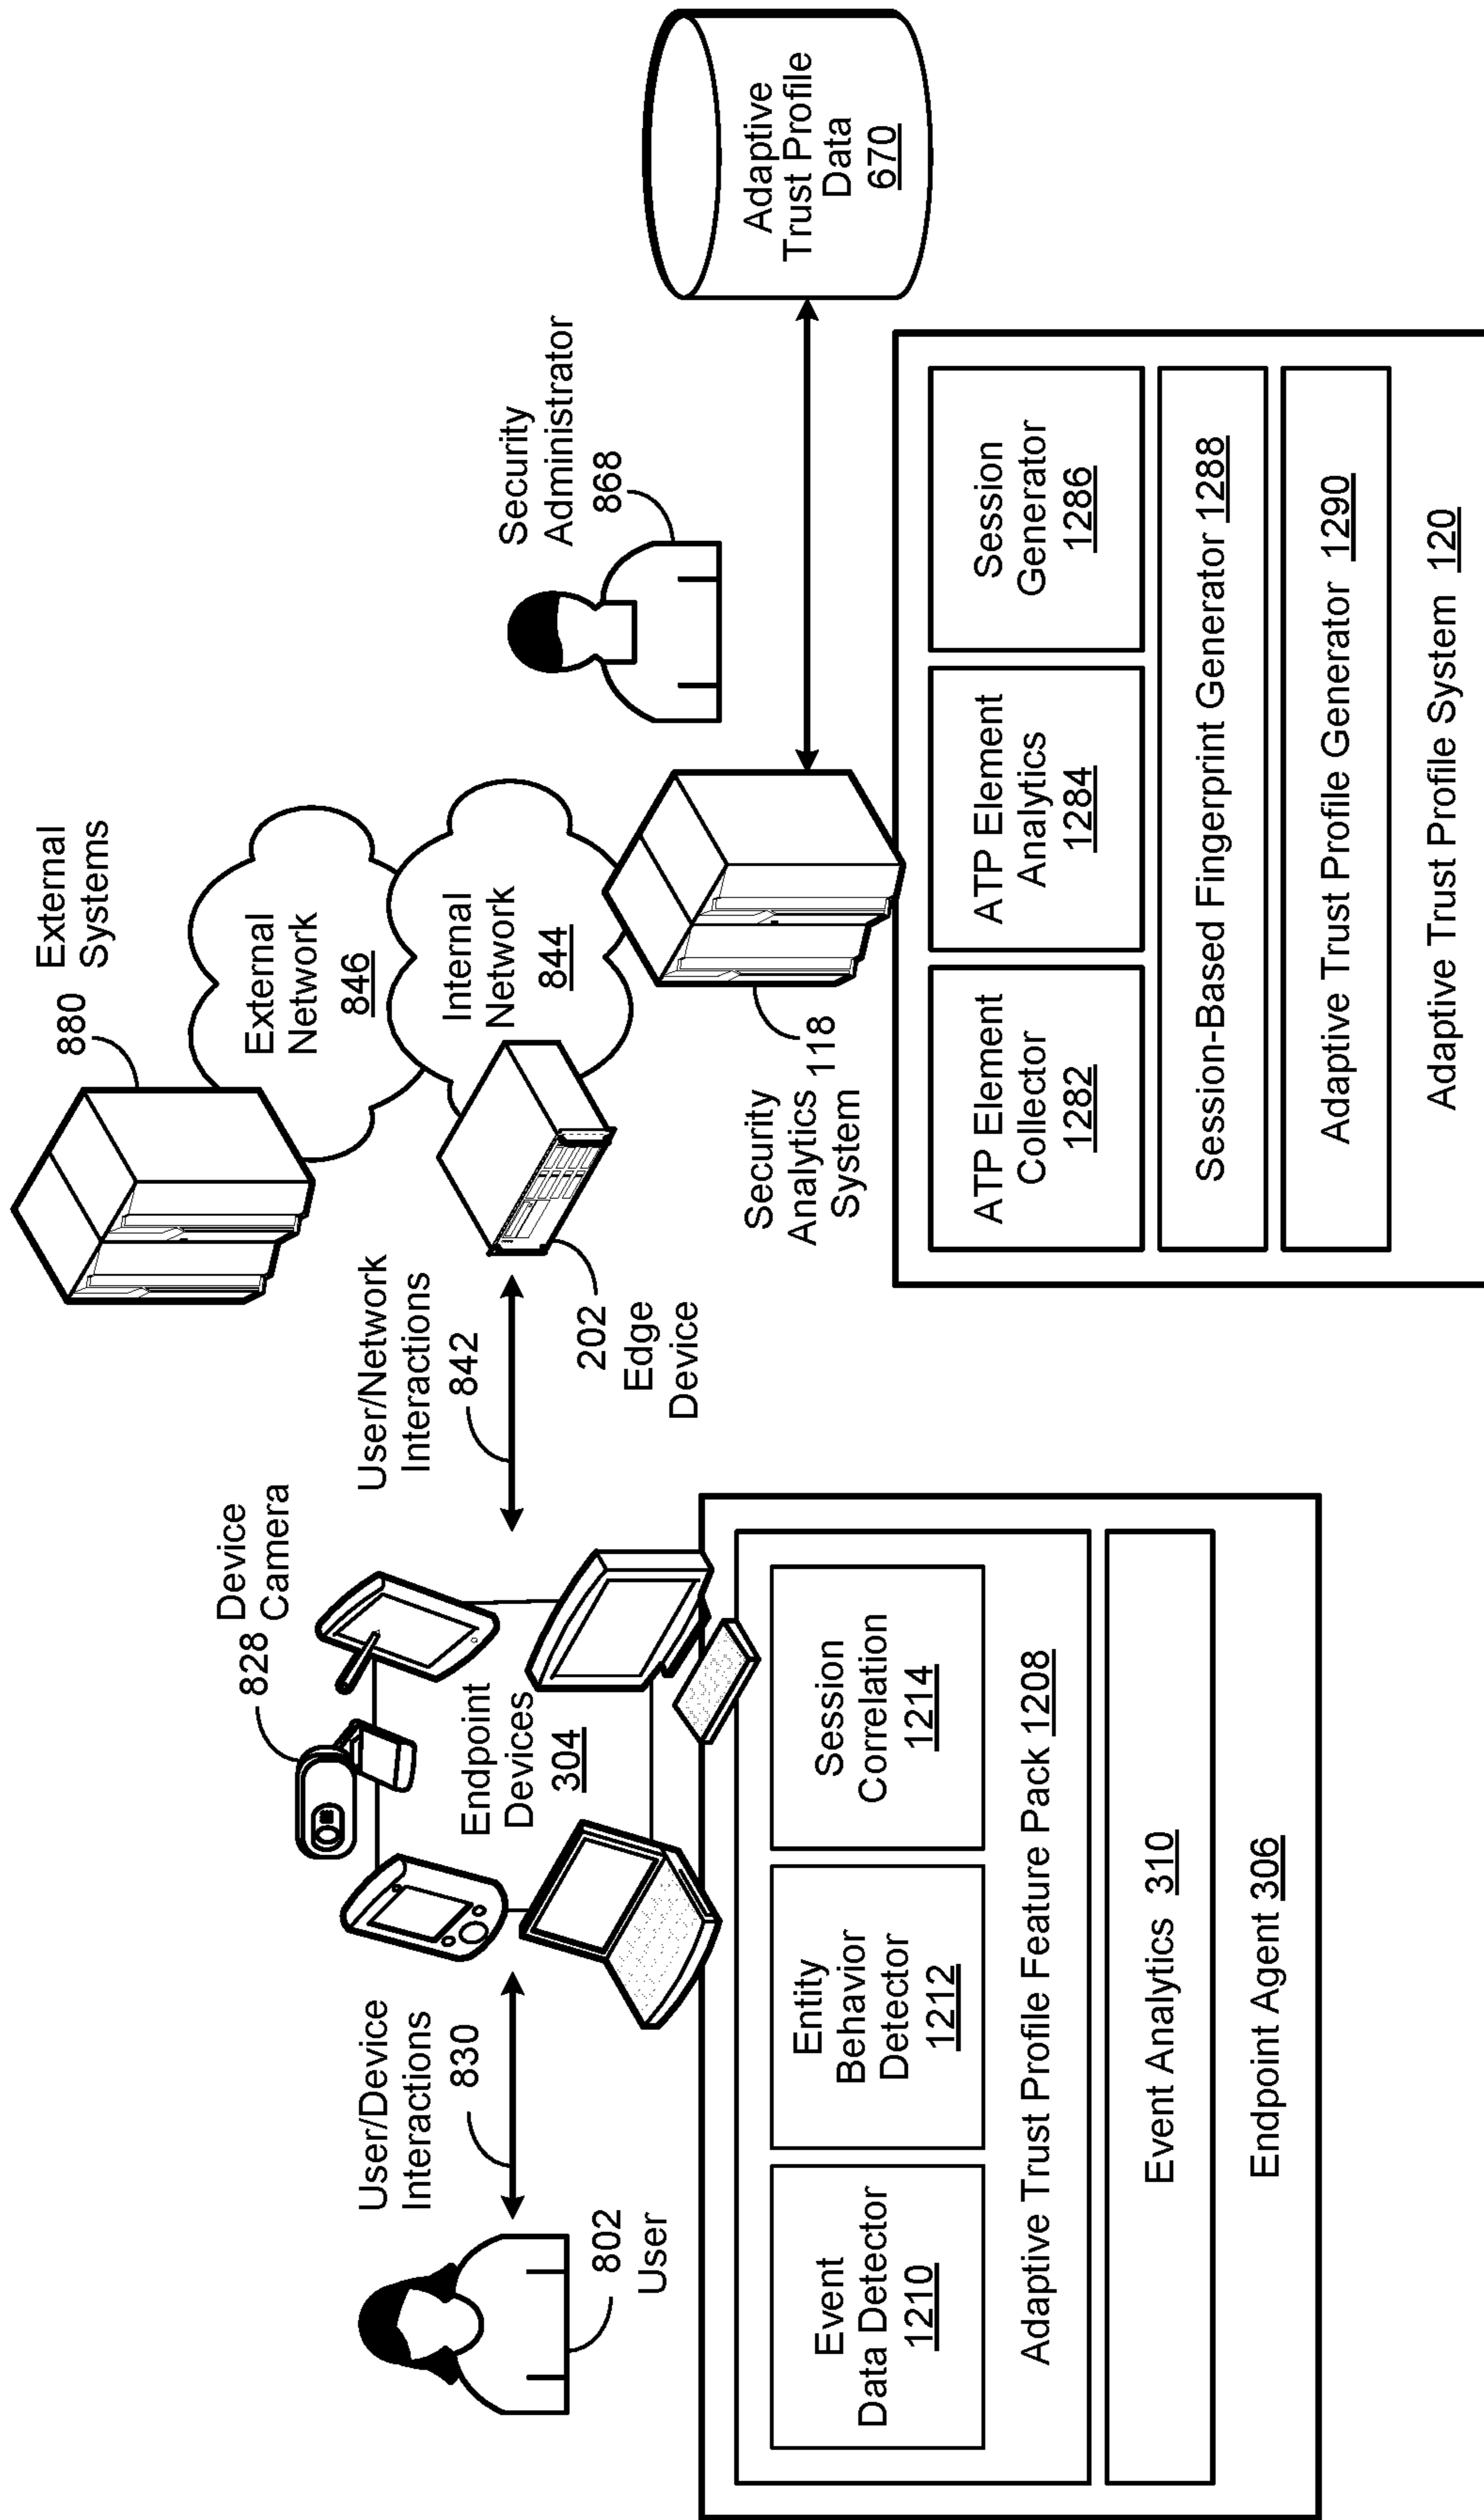 880
External
Systems
External
Network
846
Internal
Network
844
Security
Administrator
868
Device
Camera
828
User/Device
Interactions
830
User/Network
Interactions
842
802
User
Endpoint
Devices
304
202
Edge
Device
Security
Analytics 118
System
Adaptive
Trust Profile
Data
670
Event
Data Detector
1210
Entity
Behavior
Detector
1212
Session
Correlation
1214
Adaptive Trust Profile Feature Pack 1208
Event Analytics 310
Endpoint Agent 306
ATP Element
Collector
1282
ATP Element
Analytics
1284
Session
Generator
1286
Session-Based Fingerprint Generator 1288
Adaptive Trust Profile Generator 1290
Adaptive Trust Profile System 120